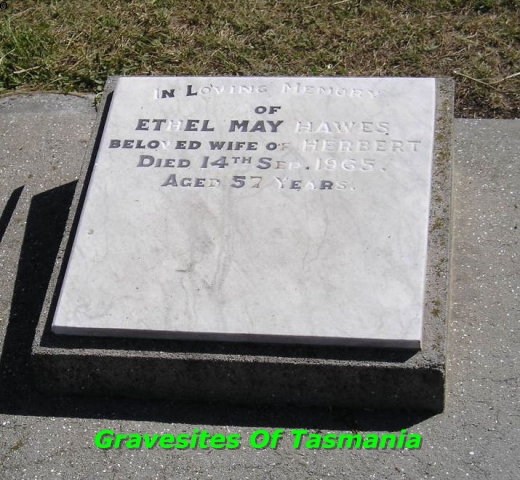 In Loving Memory
of
Ethel May Hawes
Beloved wife of Herbert
Died 14th Sep. 1965.
Aged 57 Years.
Gravesites Of Tasmania